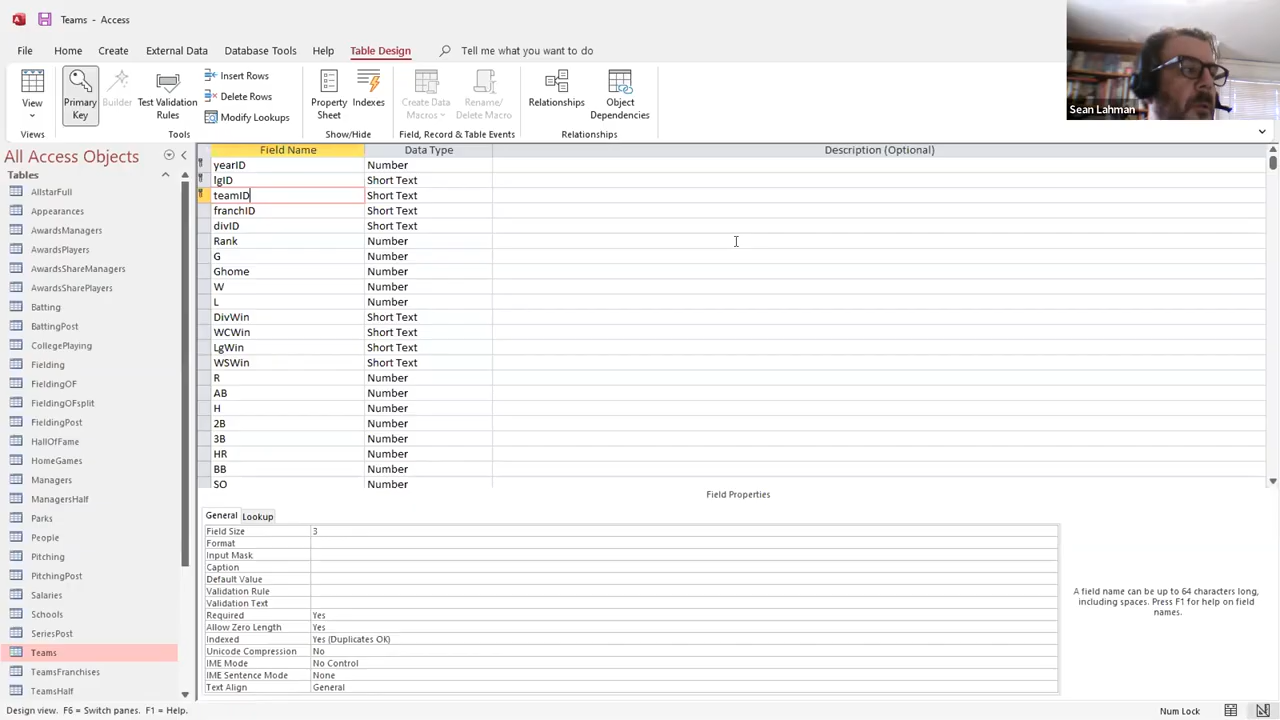 Teams - Access
File Home Create External Data Database Tools Help Table Design Tell me what you want to do
View
Primary Key
Builder
Test Validation Rules
Insert Rows
Delete Rows
Modify Lookups
Property Sheet
Indexes
Create Data Macros
Rename/ Delete Macro
Relationships
Object Dependencies
Views Tools Show/Hide Field, Record & Table Events Relationships
Sean Lahman
All Access Objects
Tables
AllstarFull
Appearances
AwardsManagers
AwardsPlayers
AwardsShareManagers
AwardsSharePlayers
Batting
BattingPost
CollegePlaying
Fielding
FieldingOF
FieldingOFsplit
FieldingPost
HallOfFame
HomeGames
Managers
ManagersHalf
Parks
People
Pitching
PitchingPost
Salaries
Schools
SeriesPost
Teams
TeamsFranchises
TeamsHalf
Field Name Data Type Description (Optional)
yearID Number
lgID Short Text
teamID Short Text
franchID Short Text
divID Short Text
Rank Number
G Number
Ghome Number
W Number
L Number
DivWin Short Text
WCWin Short Text
LgWin Short Text
WSWin Short Text
R Number
AB Number
H Number
2B Number
3B Number
HR Number
BB Number
SO Number
Field Properties
General Lookup
Field Size 3
Format
Input Mask
Caption
Default Value
Validation Rule
Validation Text
Required Yes
Allow Zero Length Yes
Indexed Yes (Duplicates OK)
Unicode Compression No
IME Mode No Control
IME Sentence Mode None
Text Align General
A field name can be up to 64 characters long,
including spaces. Press F1 for help on field
names.
Design view. F6 = Switch panes. F1 = Help. Num Lock